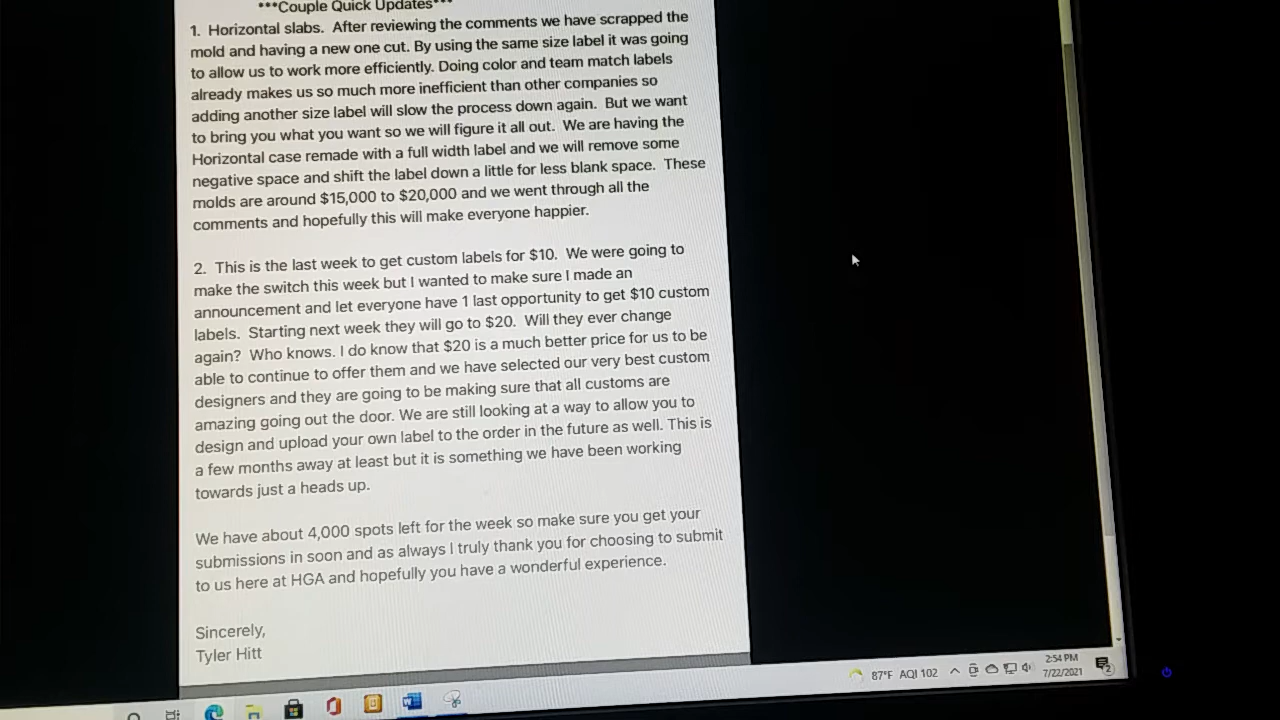 ***Couple Quick Updates***
1. Horizontal slabs. After reviewing the comments we have scrapped the
mold and having a new one cut. By using the same size label it was going
to allow us to work more efficiently. Doing color and team match labels
already makes us so much more inefficient than other companies so
adding another size label will slow the process down again. But we want
to bring you what you want so we will figure it all out. We are having the
Horizontal case remade with a full width label and we will remove some
negative space and shift the label down a little for less blank space. These
molds are around $15,000 to $20,000 and we went through all the
comments and hopefully this will make everyone happier.
2. This is the last week to get custom labels for $10. We were going to
make the switch this week but I wanted to make sure I made an
announcement and let everyone have 1 last opportunity to get $10 custom
labels. Starting next week they will go to $20. Will they ever change
again? Who knows. I do know that $20 is a much better price for us to be
able to continue to offer them and we have selected our very best custom
designers and they are going to be making sure that all customs are
amazing going out the door. We are still looking at a way to allow you to
design and upload your own label to the order in the future as well. This is
a few months away at least but it is something we have been working
towards just a heads up.
We have about 4,000 spots left for the week so make sure you get your
submissions in soon and as always I truly thank you for choosing to submit
to us here at HGA and hopefully you have a wonderful experience.
Sincerely,
Tyler Hitt
87°F AQI 102
2:54 PM
7/22/2021
2